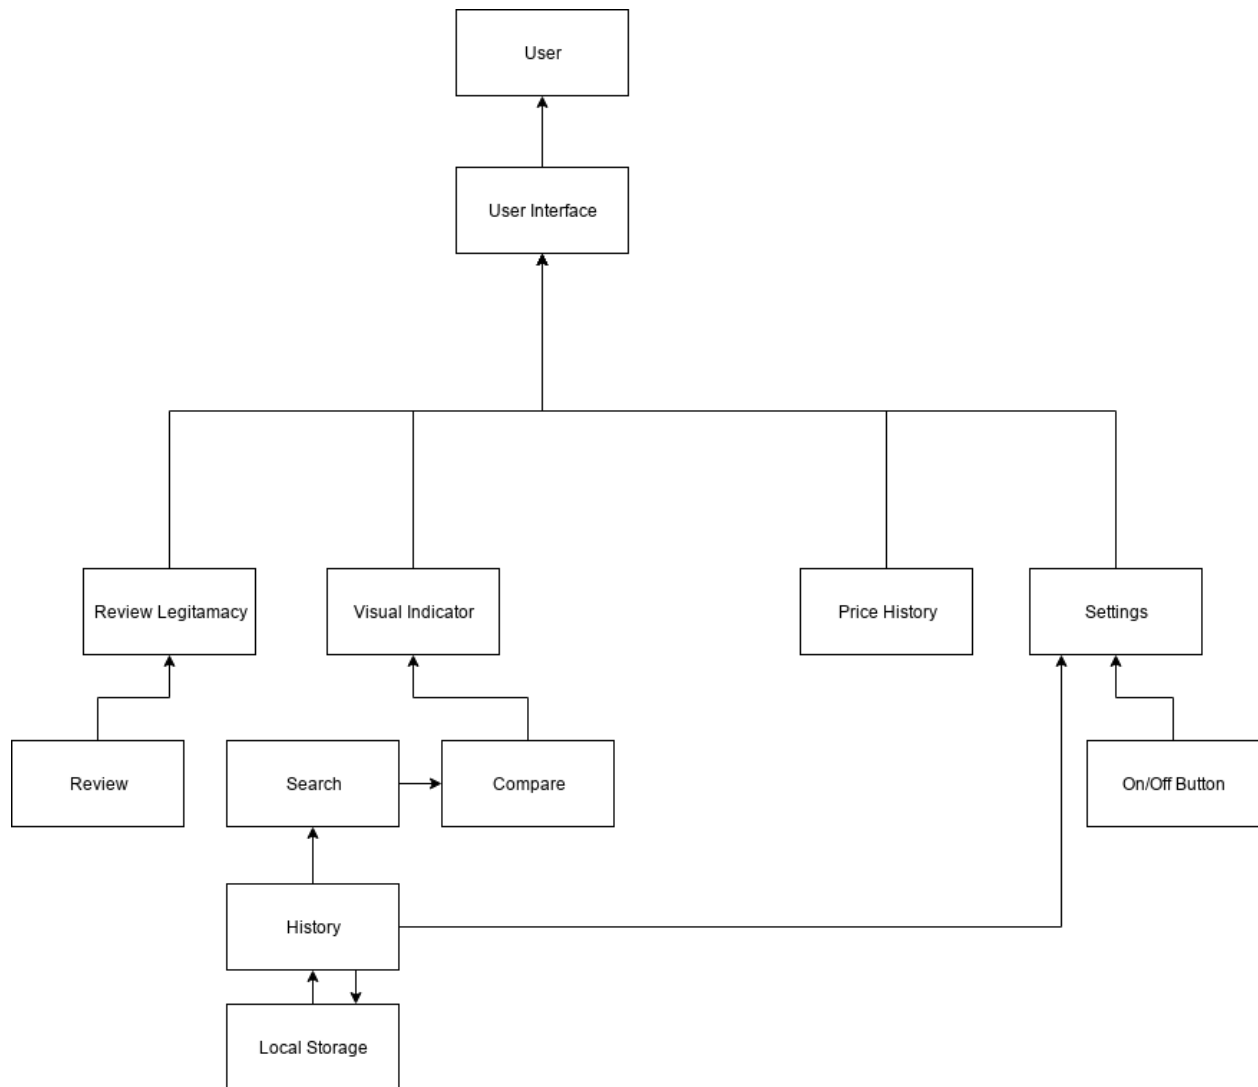 User
User Interface
Review Legitamacy
Visual Indicator
Price History
Settings
Review
Search
Compare
On/Off Button
History
Local Storage